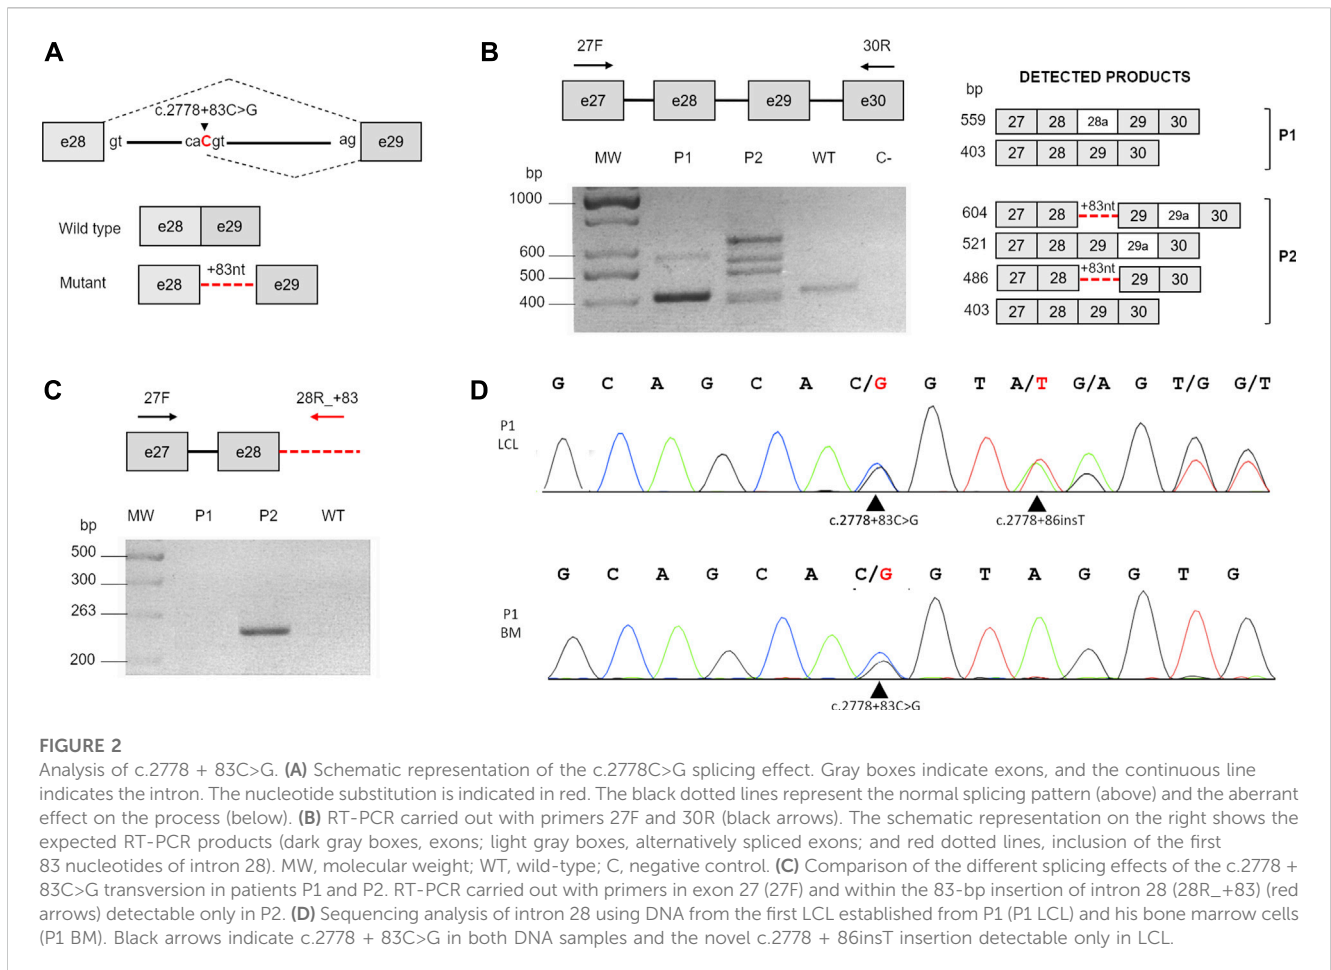 A
c.2778+83C>G
e28 gt caCgt ag e29
Wild type e28 e29
+83nt
Mutant e28 e29
B
27F 30R
e27 e28 e29 e30
MW P1 P2 WT C-
bp
1000
600
500
400
DETECTED PRODUCTS
bp
559 27 28 28a 29 30
P1
403 27 28 29 30
+83nt
604 27 28 29 29a 30
521 27 28 29 29a 30
P2
+83nt
486 27 28 29 30
403 27 28 29 30
C
27F 28R_+83
e27 e28
MW P1 P2 WT
bp
500
300
263
200
D
G C A G C A C/G G T A/T G/A G T/G G/T
P1
LCL
c.2778+83C>G c.2778+86insT
G C A G C A C/G G T A G G T G
P1
BM
c.2778+83C>G
FIGURE 2
Analysis of c.2778 + 83C>G. (A) Schematic representation of the c.2778C>G splicing effect. Gray boxes indicate exons, and the continuous line
indicates the intron. The nucleotide substitution is indicated in red. The black dotted lines represent the normal splicing pattern (above) and the aberrant
effect on the process (below). (B) RT-PCR carried out with primers 27F and 30R (black arrows). The schematic representation on the right shows the
expected RT-PCR products (dark gray boxes, exons; light gray boxes, alternatively spliced exons; and red dotted lines, inclusion of the first
83 nucleotides of intron 28). MW, molecular weight; WT, wild-type; C, negative control. (C) Comparison of the different splicing effects of the c.2778 +
83C>G transversion in patients P1 and P2. RT-PCR carried out with primers in exon 27 (27F) and within the 83-bp insertion of intron 28 (28R_+83) (red
arrows) detectable only in P2. (D) Sequencing analysis of intron 28 using DNA from the first LCL established from P1 (P1 LCL) and his bone marrow cells
(P1 BM). Black arrows indicate c.2778 + 83C>G in both DNA samples and the novel c.2778 + 86insT insertion detectable only in LCL.